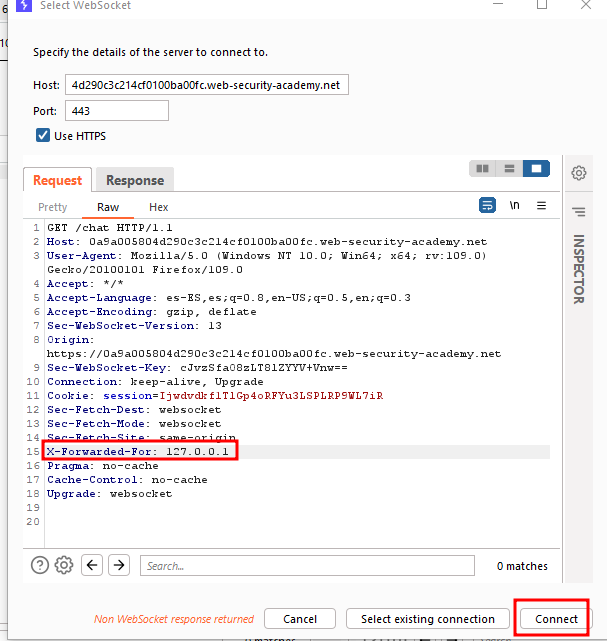 Select WebSocket
Specify the details of the server to connect to.
Host: 4d290c3c214cf0100ba00fc.web-security-academy.net
Port: 443
Use HTTPS
Request Response
Pretty Raw Hex \n
1 GET /chat HTTP/1.1
2 Host: 0a9a005804d290c3c214cf0100ba00fc.web-security-academy.net
3 User-Agent: Mozilla/5.0 (Windows NT 10.0; Win64; x64; rv:109.0)
Gecko/20100101 Firefox/109.0
4 Accept: */*
5 Accept-Language: es-ES,es;q=0.8,en-US;q=0.5,en;q=0.3
6 Accept-Encoding: gzip, deflate
7 Sec-WebSocket-Version: 13
8 Origin:
https://0a9a005804d290c3c214cf0100ba00fc.web-security-academy.net
9 Sec-WebSocket-Key: cJvzSfaO8zLT8lZYYV+Vnw==
10 Connection: keep-alive, Upgrade
11 Cookie: session=IjwdvdkflTlGp4oRFYu3LSPLRP9WL7iR
12 Sec-Fetch-Dest: websocket
13 Sec-Fetch-Mode: websocket
14 Sec-Fetch-Site: same-origin
15 X-Forwarded-For: 127.0.0.1
16 Pragma: no-cache
17 Cache-Control: no-cache
18 Upgrade: websocket
19
20
INSPECTOR
Search... 0 matches
Non WebSocket response returned Cancel Select existing connection Connect